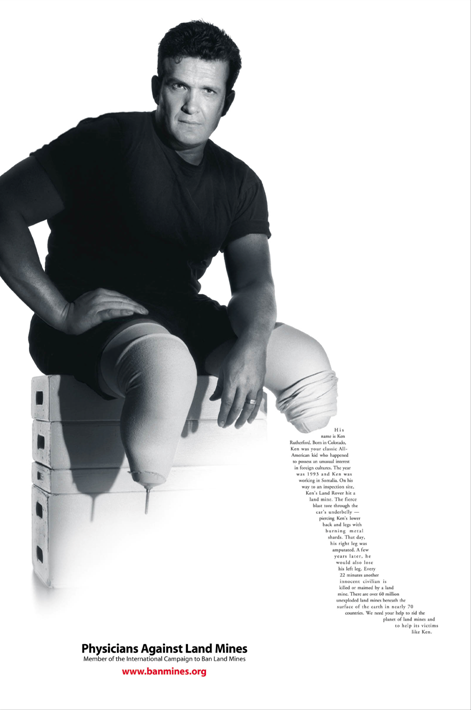 His
name is Ken
Rutherford. Born in Colorado,
Ken was your classic All-
American kid who happened
to possess an unusual interest
in foreign cultures. The year
was 1993 and Ken was
working in Somalia. On his
way to an inspection site,
Ken's Land Rover hit a
land mine. The fierce
blast tore through the
car's underbelly —
piercing Ken's lower
back and legs with
burning metal
shards. That day,
his right leg was
amputated. A few
years later, he
would also lose
his left leg. Every
22 minutes another
innocent civilian is
killed or maimed by a land
mine. There are over 60 million
unexploded land mines beneath the
surface of the earth in nearly 70
countries. We need your help to rid the
planet of land mines and
to help its victims
like Ken.
Physicians Against Land Mines
Member of the International Campaign to Ban Land Mines
www.banmines.org